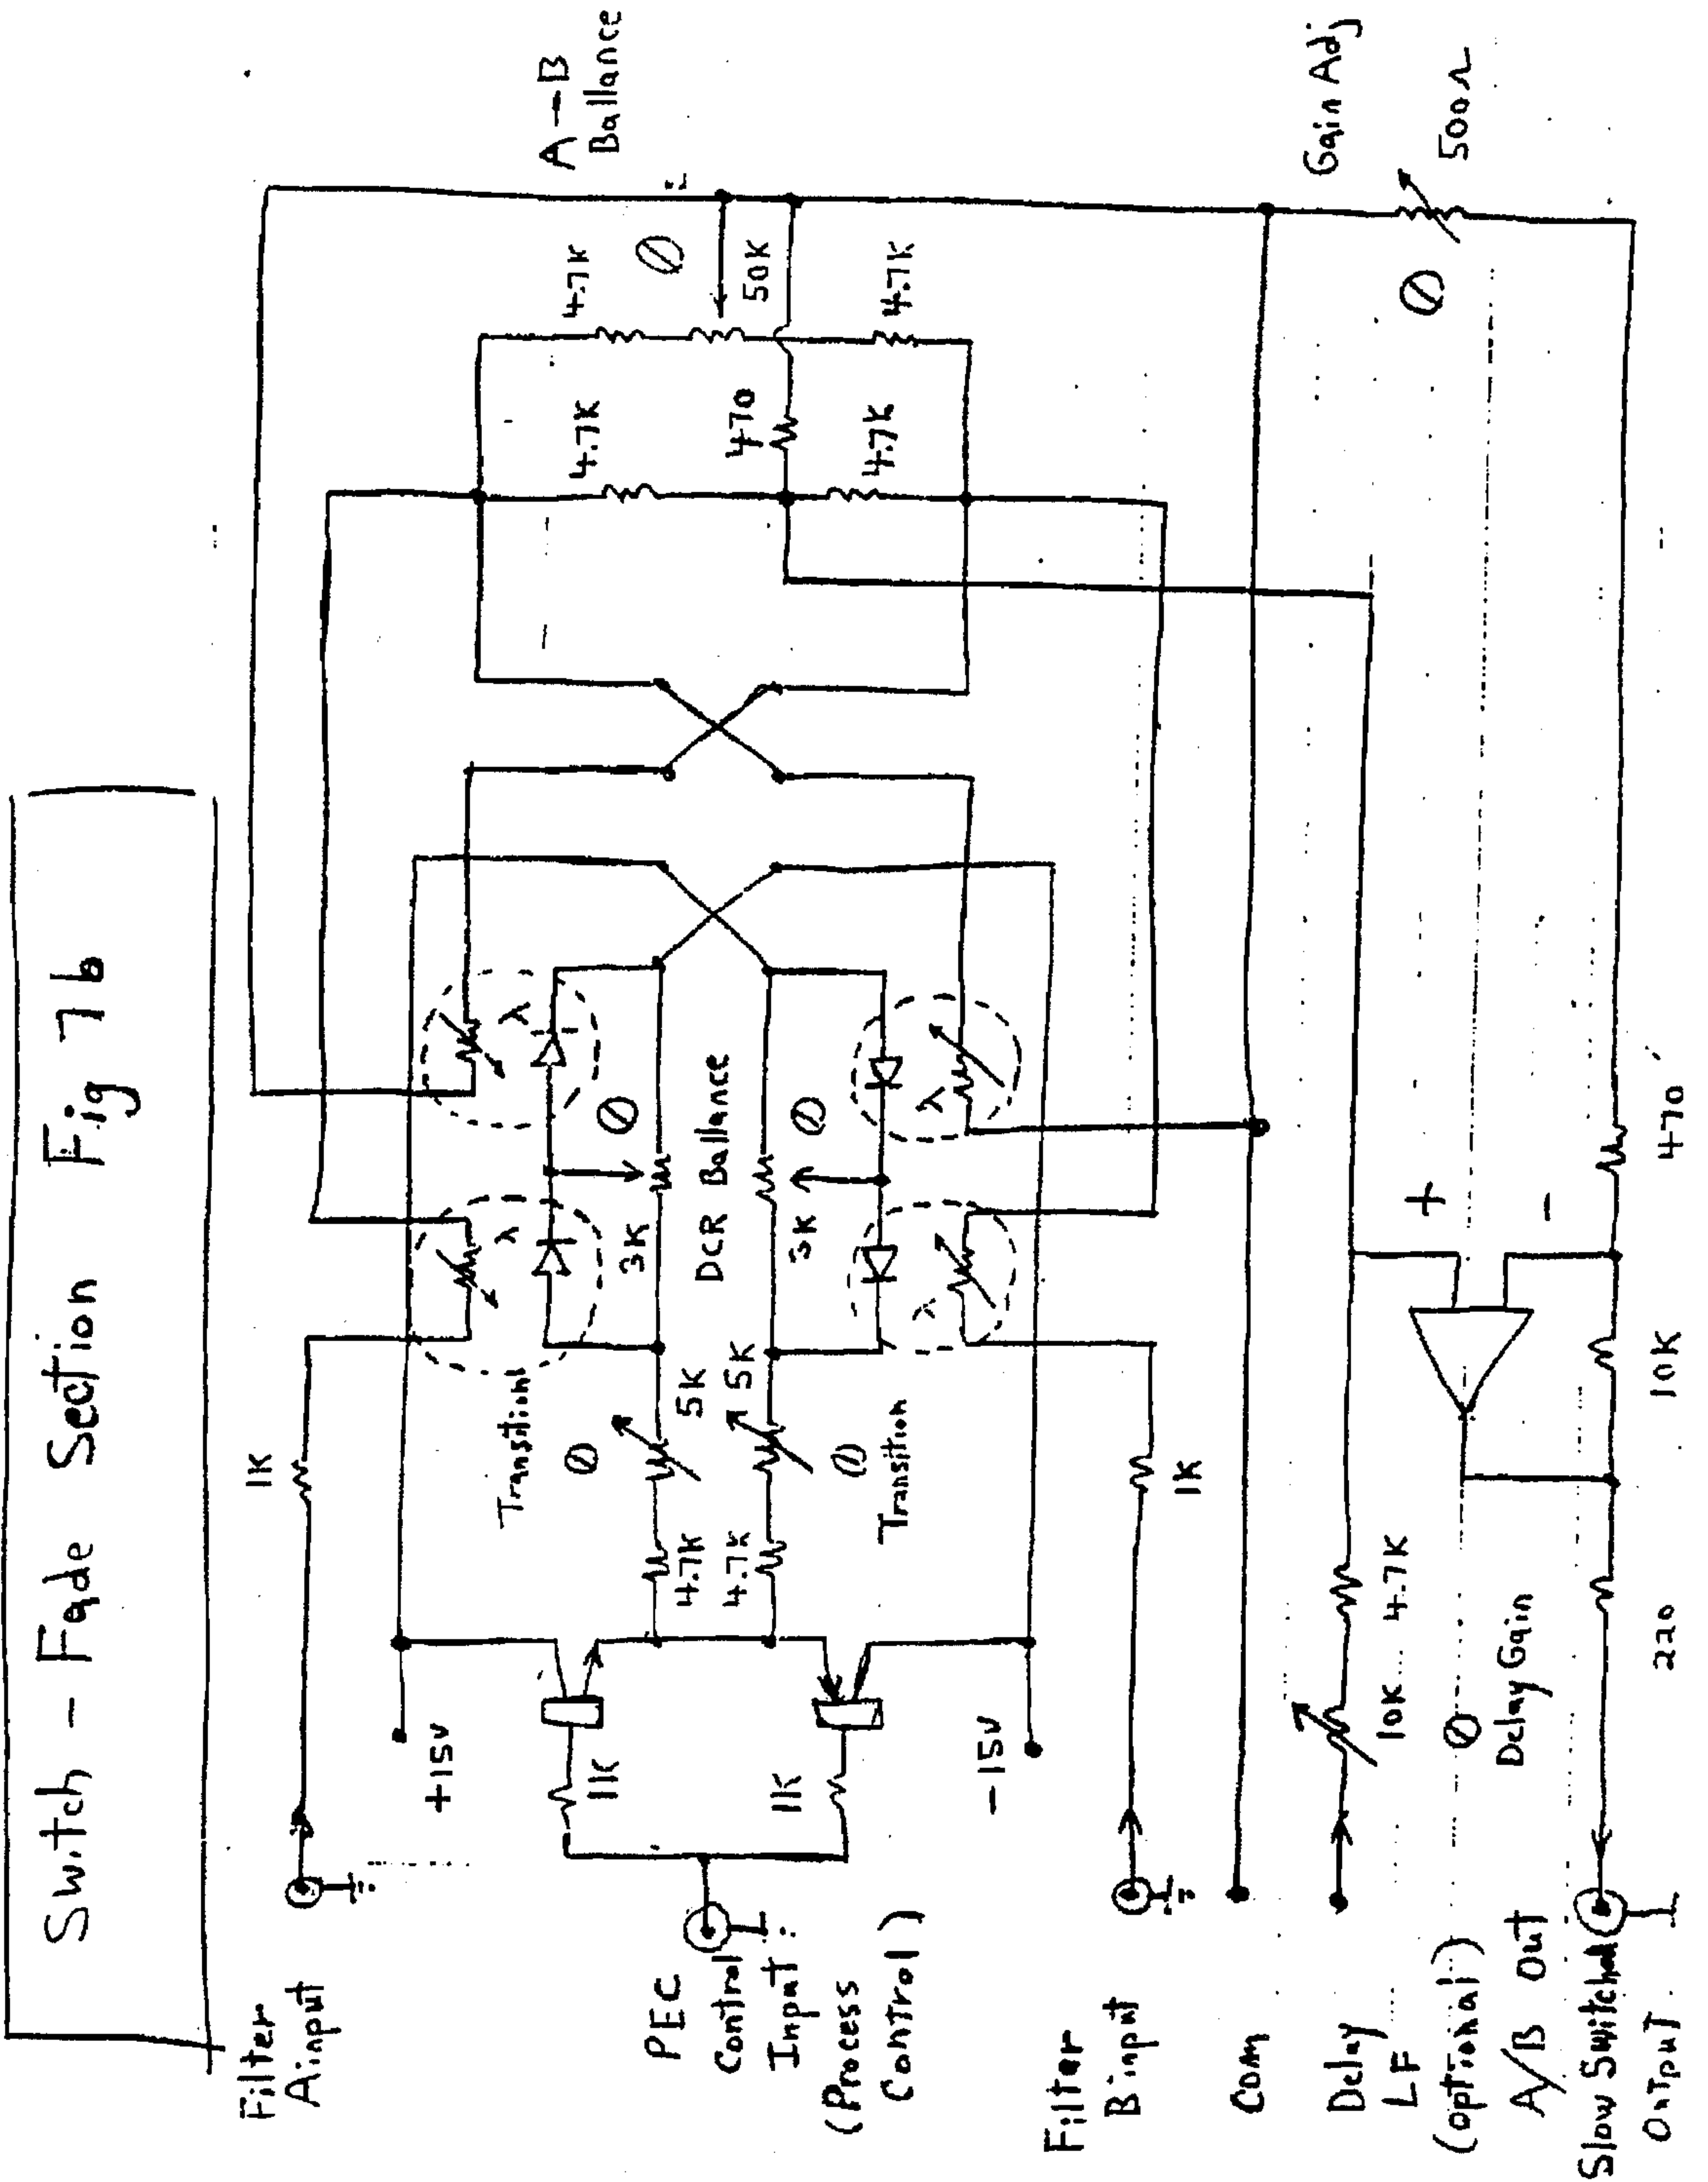 Switch - Fade Section Fig 7b
Filter
A input
1K
+15V
1K
1K
-15V
PEC
Control
Input
(Process
Control)
4.7K
4.7K
Transition
5K
5K
Transition
λ
λ
3K
DCR Ballance
3K
λ
λ
4.7K
4.7K
470
4.7K
50K
4.7K
A-B
Ballance
Filter
B input
1K
Com
Delay
LF
(optional)
10K
4.7K
Delay Gain
+
-
Gain Adj
500Ω
A/B Out
Slow Switched
Output
220
10K
470